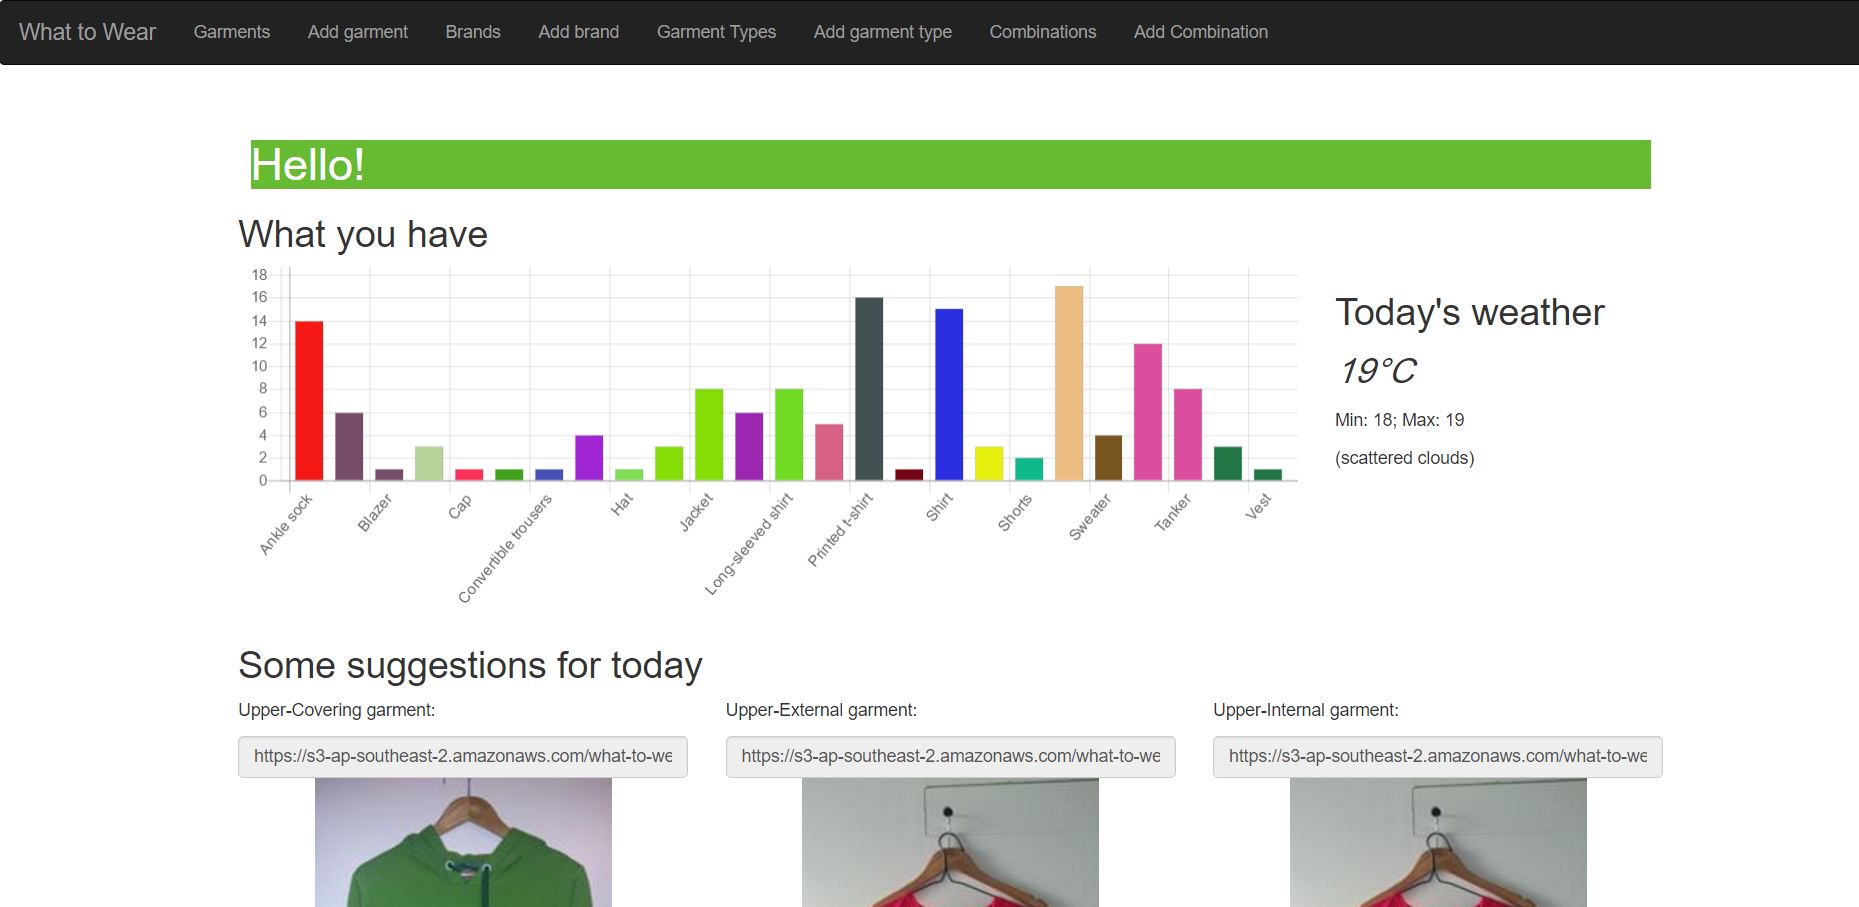 What to Wear Garments Add garment Brands Add brand Garment Types Add garment type Combinations Add Combination
Hello!
What you have
18
16
14
12
10
8
6
4
2
0
Ankle sock
Blazer
Cap
Convertible trousers
Hat
Jacket
Long-sleeved shirt
Printed t-shirt
Shirt
Shorts
Sweater
Tanker
Vest
Today's weather
19°C
Min: 18; Max: 19
(scattered clouds)
Some suggestions for today
Upper-Covering garment: Upper-External garment: Upper-Internal garment:
https://s3-ap-southeast-2.amazonaws.com/what-to-we https://s3-ap-southeast-2.amazonaws.com/what-to-we https://s3-ap-southeast-2.amazonaws.com/what-to-we